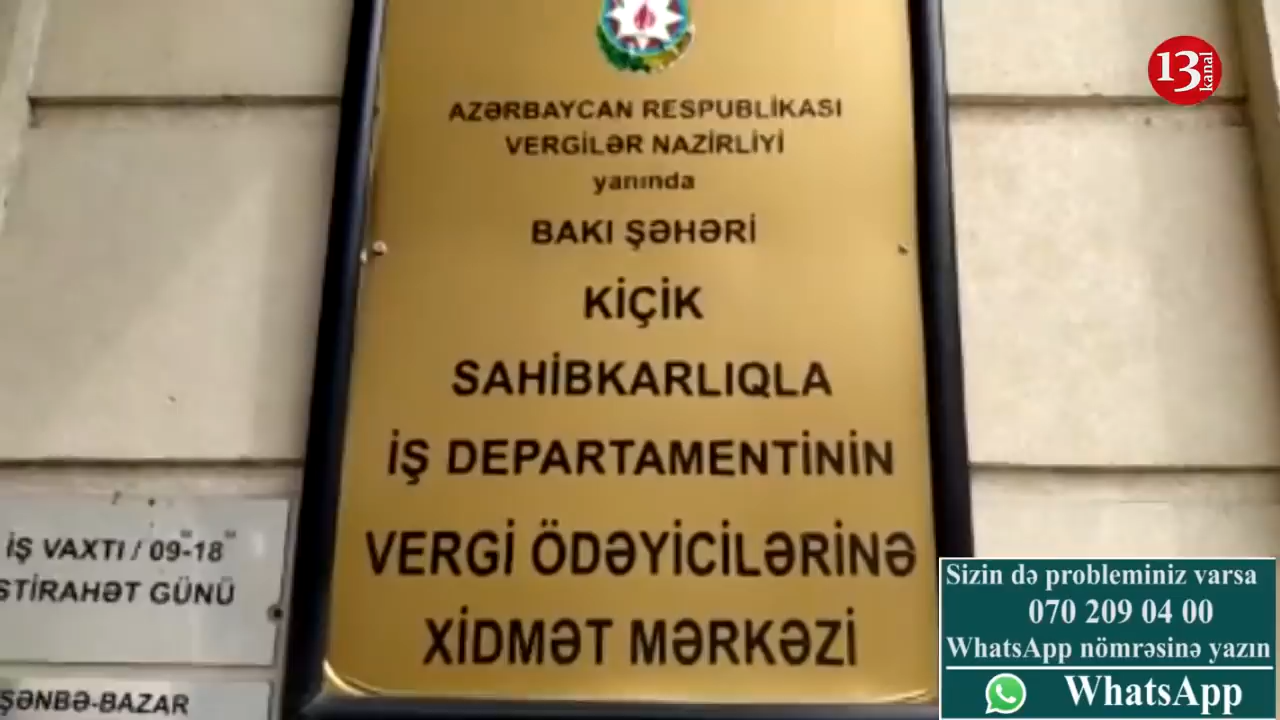 13
kanal
AZƏRBAYCAN RESPUBLİKASI
VERGİLƏR NAZİRLİYİ
yanında
BAKI ŞƏHƏRİ
KİÇİK
SAHİBKARLIQLA
İŞ DEPARTAMENTİNİN
VERGİ ÖDƏYİCİLƏRİNƏ
XİDMƏT MƏRKƏZİ
İŞ VAXTI / 09⁰⁰-18⁰⁰
STİRAHƏT GÜNÜ
ŞƏNBƏ-BAZAR
Sizin də probleminiz varsa
070 209 04 00
WhatsApp nömrəsinə yazın
WhatsApp